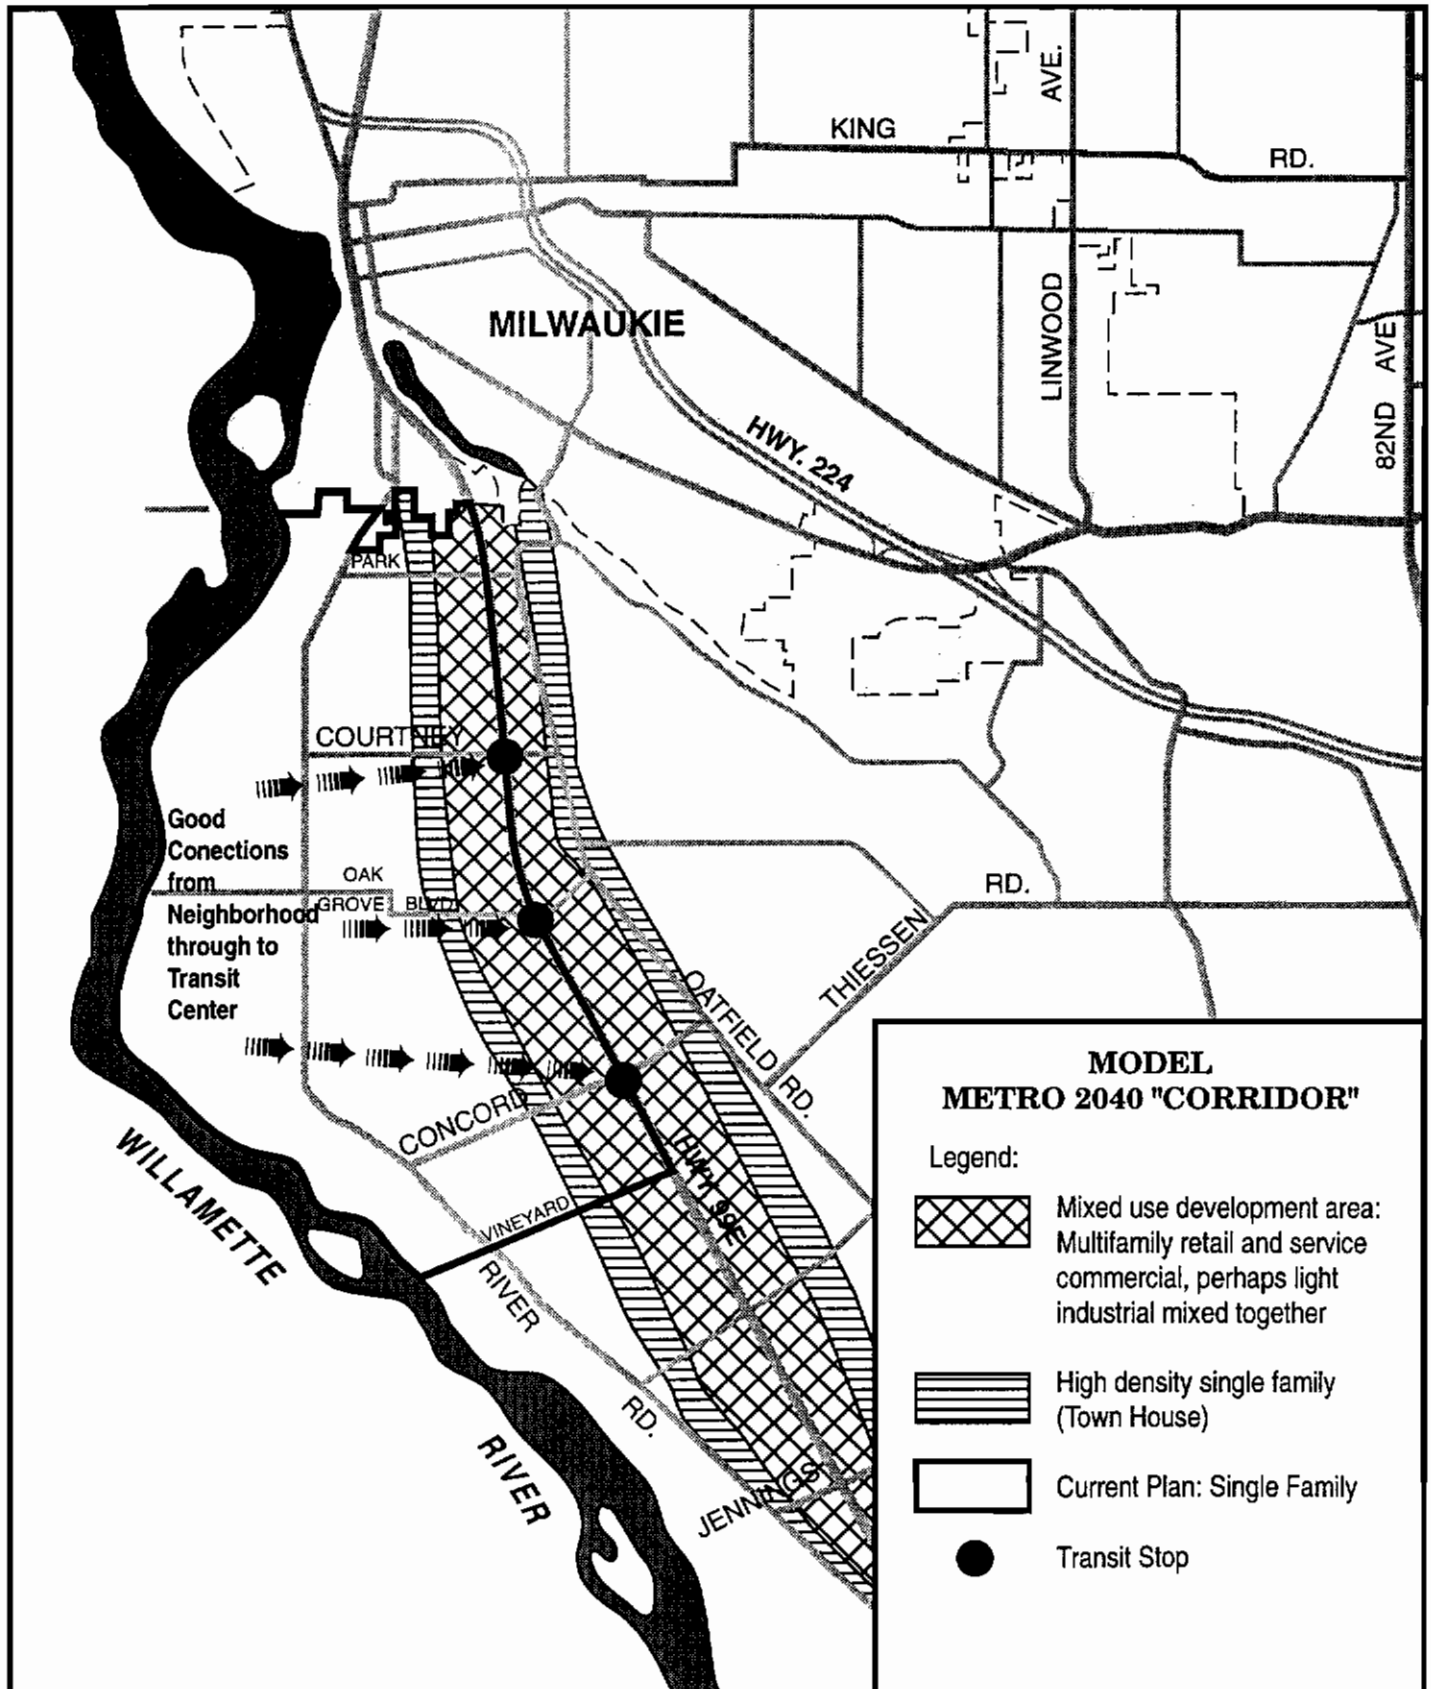 AVE.
KING
RD.
MILWAUKIE
LINWOOD
82ND AVE
HWY. 224
PARK
COURTNEY
Good
Conections
from
Neighborhood
through to
Transit
Center
OAK
GROVE BLVD.
RD.
THIESSEN
OATFIELD
RD.
CONCORD
HWY 99E
VINEYARD
WILLAMETTE
RIVER
RIVER
RD.
JENNINGS
MODEL
METRO 2040 "CORRIDOR"
Legend:
Mixed use development area:
Multifamily retail and service
commercial, perhaps light
industrial mixed together
High density single family
(Town House)
Current Plan: Single Family
Transit Stop